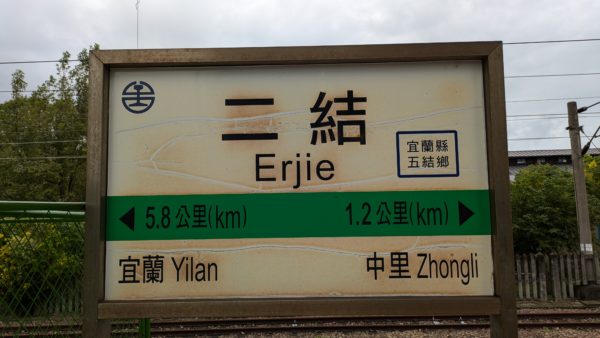 二結
Erjie
宜蘭縣
五結鄉
5.8公里(km) 1.2公里(km)
宜蘭 Yilan 中里 Zhongli